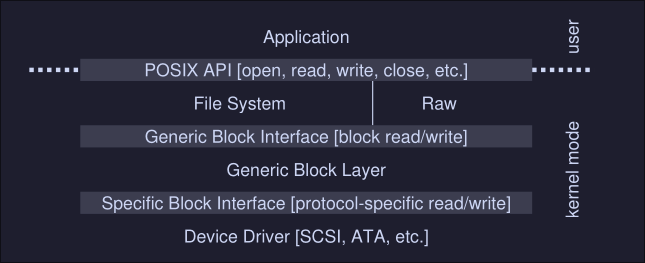 Application
user
POSIX API [open, read, write, close, etc.]
File System
Raw
Generic Block Interface [block read/write]
Generic Block Layer
kernel mode
Specific Block Interface [protocol-specific read/write]
Device Driver [SCSI, ATA, etc.]